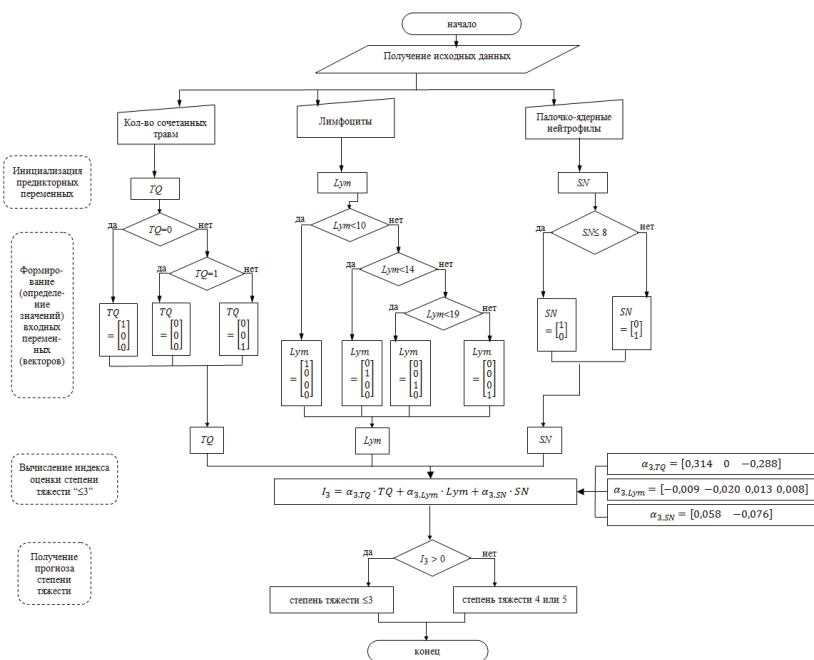 начало
Получение исходных данных
Кол-во сочетанных
травм
Лимфоциты
Палочко-ядерные
нейтрофилы
Инициализация
предикторных
переменных
TQ
Lym
SN
да
TQ=0
нет
да
Lym<10
нет
да
SN≤ 8
нет
да
TQ=1
нет
да
Lym<14
нет
Lym<19
нет
Формиро-
вание
(определе-
ние
значений)
входных
перемен-
ных
(векторов)
TQ
= [1 0 0]
TQ
= [0 0 0]
TQ
= [0 0 1]
Lym
= [1 0 0 0]
Lym
= [0 1 0 0]
Lym
= [0 0 1 0]
Lym
= [0 0 0 1]
SN
= [1 0]
SN
= [0 1]
TQ
Lym
SN
Вычисление индекса
оценки степени
тяжести “≤3”
I₃ = α₃,TQ · TQ + α₃,Lym · Lym + α₃,SN · SN
α₃,TQ = [0,314 0 −0,288]
α₃,Lym = [−0,009 −0,020 0,013 0,008]
α₃,SN = [0,058 −0,076]
Получение
прогноза
степени
тяжести
да
I₃ > 0
нет
степень тяжести ≤3
степень тяжести 4 или 5
конец